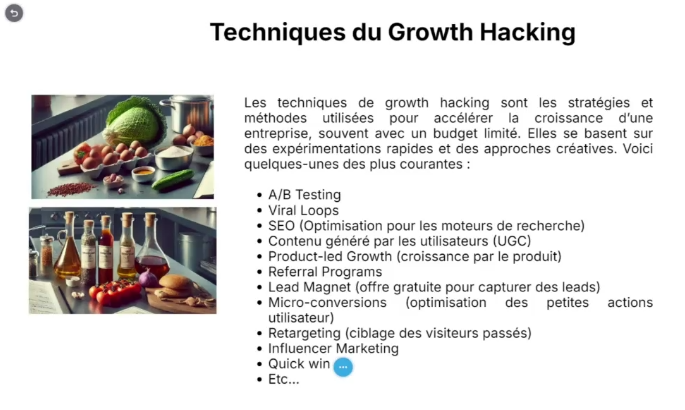 Techniques du Growth Hacking
Les techniques de growth hacking sont les stratégies et
méthodes utilisées pour accélérer la croissance d'une
entreprise, souvent avec un budget limité. Elles se basent sur
des expérimentations rapides et des approches créatives. Voici
quelques-unes des plus courantes :
• A/B Testing
• Viral Loops
• SEO (Optimisation pour les moteurs de recherche)
• Contenu généré par les utilisateurs (UGC)
• Product-led Growth (croissance par le produit)
• Referral Programs
• Lead Magnet (offre gratuite pour capturer des leads)
• Micro-conversions (optimisation des petites actions
utilisateur)
• Retargeting (ciblage des visiteurs passés)
• Influencer Marketing
• Quick win
• Etc...